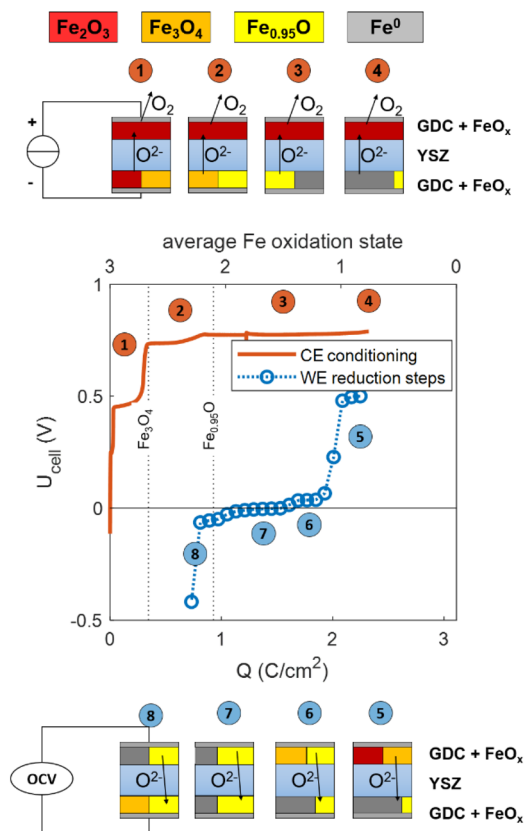 Fe2O3 Fe3O4 Fe0.95O Fe0
1 2 3 4
+ O2 O2 O2 O2
GDC + FeOx
O2- O2- O2- O2- YSZ
- GDC + FeOx
average Fe oxidation state
3 2 1 0
1
0.5
0
-0.5
Ucell (V)
1 2 3 4
CE conditioning
WE reduction steps
Fe3O4
Fe0.95O
5
6
7
8
0 1 2 3
Q (C/cm2)
8 7 6 5
GDC + FeOx
OCV O2- O2- O2- O2- YSZ
GDC + FeOx